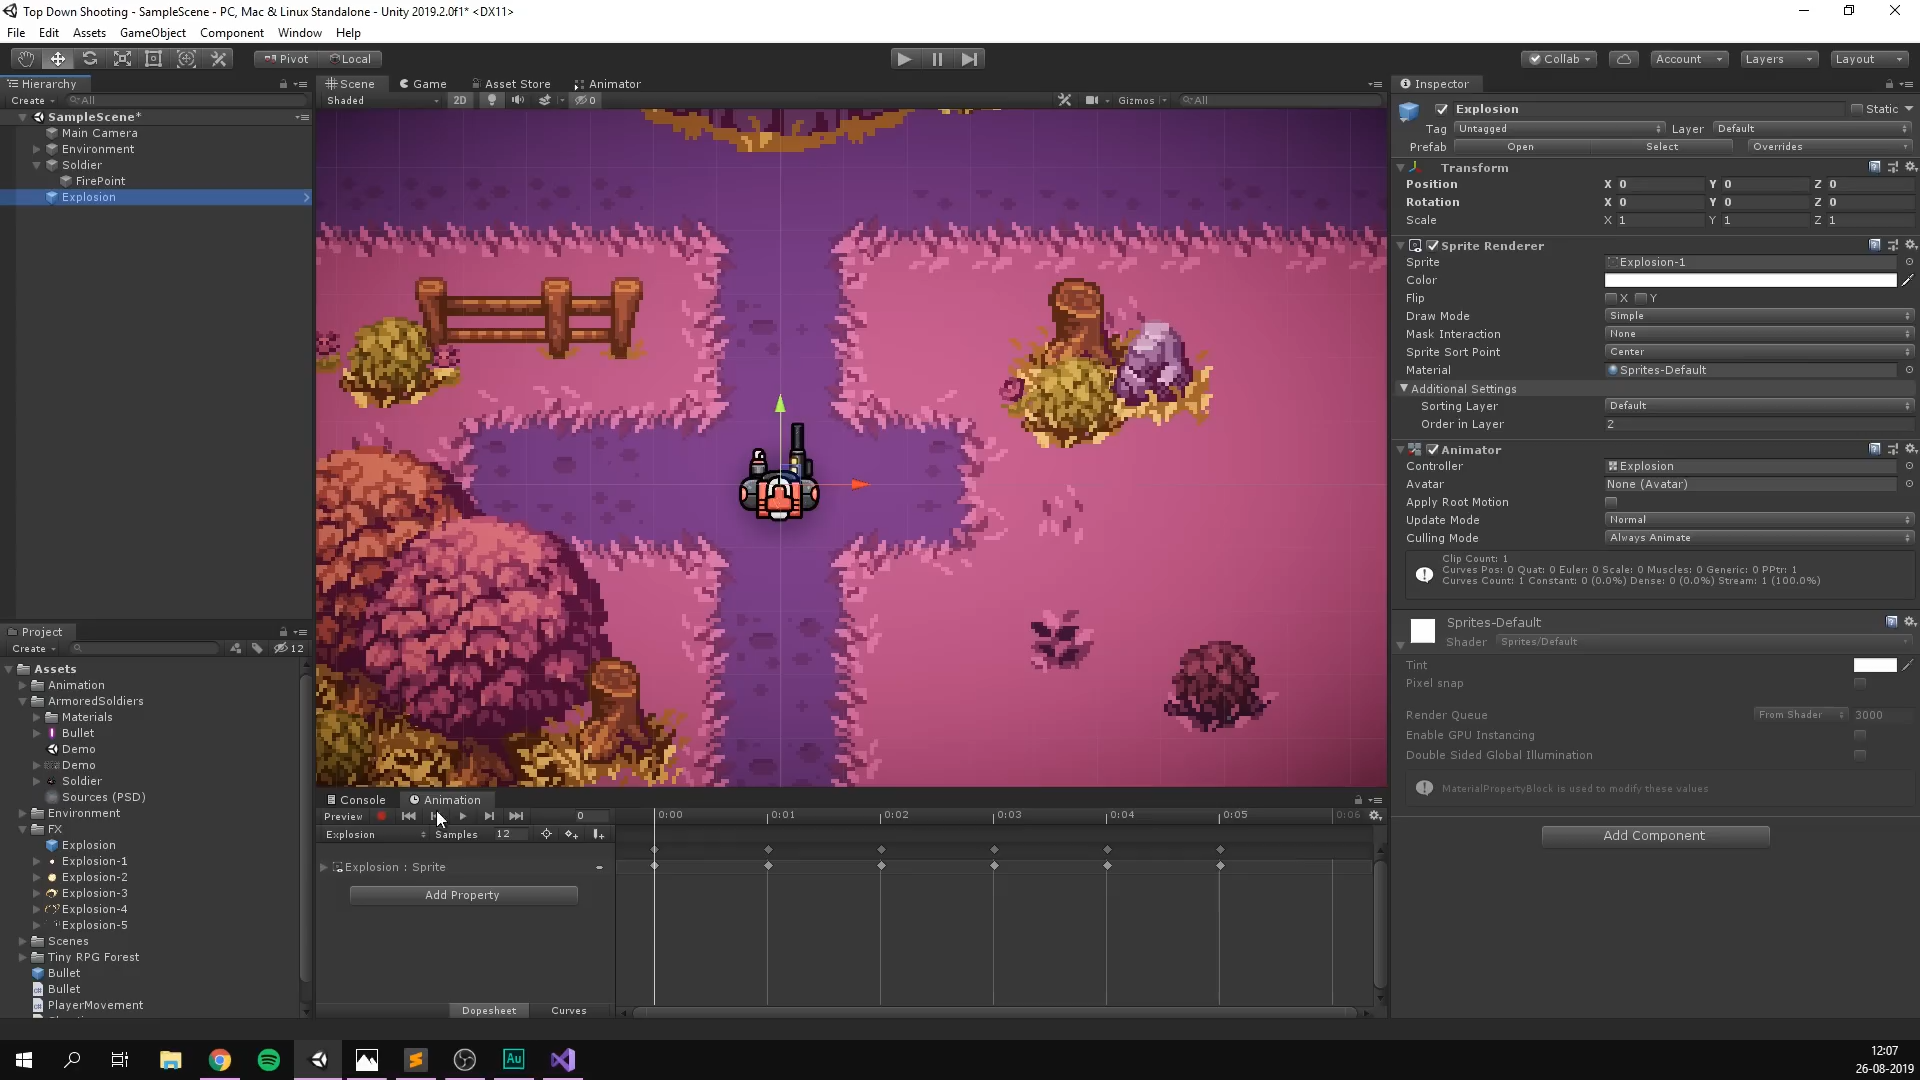 Top Down Shooting - SampleScene - PC, Mac & Linux Standalone - Unity 2019.2.0f1* <DX11>
File Edit Assets GameObject Component Window Help
Pivot Local Collab Account Layers Layout
Hierarchy
Create All
SampleScene*
Main Camera
Environment
Soldier
FirePoint
Explosion
Scene Game Asset Store Animator
Shaded 2D 0 Gizmos All
Inspector
Explosion Static
Tag Untagged Layer Default
Prefab Open Select Overrides
Transform
Position X 0 Y 0 Z 0
Rotation X 0 Y 0 Z 0
Scale X 1 Y 1 Z 1
Sprite Renderer
Sprite Explosion-1
Color
Flip X Y
Draw Mode Simple
Mask Interaction None
Sprite Sort Point Center
Material Sprites-Default
Additional Settings
Sorting Layer Default
Order in Layer 2
Animator
Controller Explosion
Avatar None (Avatar)
Apply Root Motion
Update Mode Normal
Culling Mode Always Animate
Clip Count: 1
Curves Pos: 0 Quat: 0 Euler: 0 Scale: 0 Muscles: 0 Generic: 0 PPtr: 1
Curves Count: 1 Constant: 0 (0.0%) Dense: 0 (0.0%) Stream: 1 (100.0%)
Sprites-Default
Shader Sprites/Default
Tint
Pixel snap
Render Queue From Shader 3000
Enable GPU Instancing
Double Sided Global Illumination
MaterialPropertyBlock is used to modify these values
Add Component
Project
Create 12
Assets
Animation
ArmoredSoldiers
Materials
Bullet
Demo
Demo
Soldier
Sources (PSD)
Environment
FX
Explosion
Explosion-1
Explosion-2
Explosion-3
Explosion-4
Explosion-5
Scenes
Tiny RPG Forest
Bullet
Bullet
PlayerMovement
Console Animation
Preview 0 0:00 0:01 0:02 0:03 0:04 0:05 0:06
Explosion Samples 12
Explosion : Sprite
Add Property
Dopesheet Curves
Au
12:07
26-08-2019